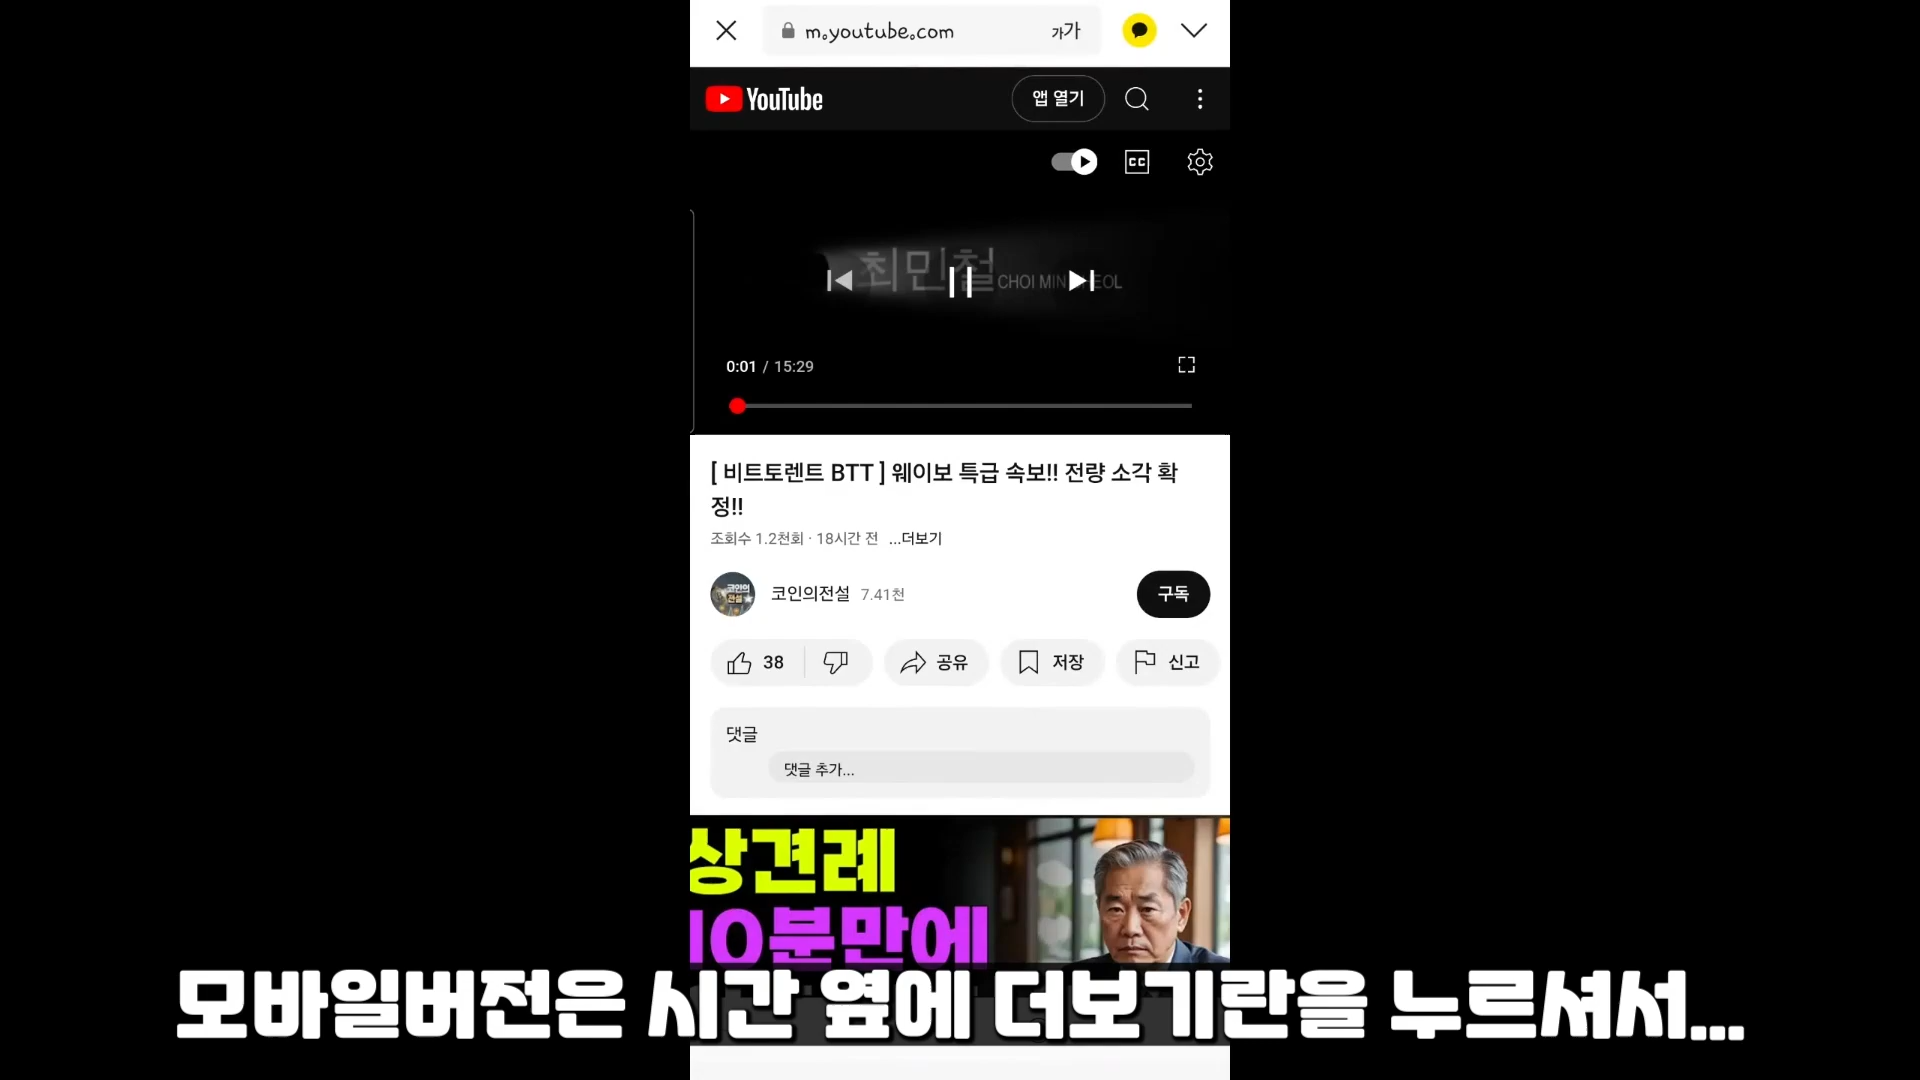 m.youtube.com
가가
YouTube
앱 열기
CC
최민철
CHOI MIN CHEOL
0:01 / 15:29
[ 비트토렌트 BTT ] 웨이보 특급 속보!! 전량 소각 확
정!!
조회수 1.2천회 · 18시간 전 ...더보기
코인의전설 7.41천
구독
38
공유
저장
신고
댓글
댓글 추가...
상견례
10분만에
모바일버전은 시간 옆에 더보기란을 누르셔서...